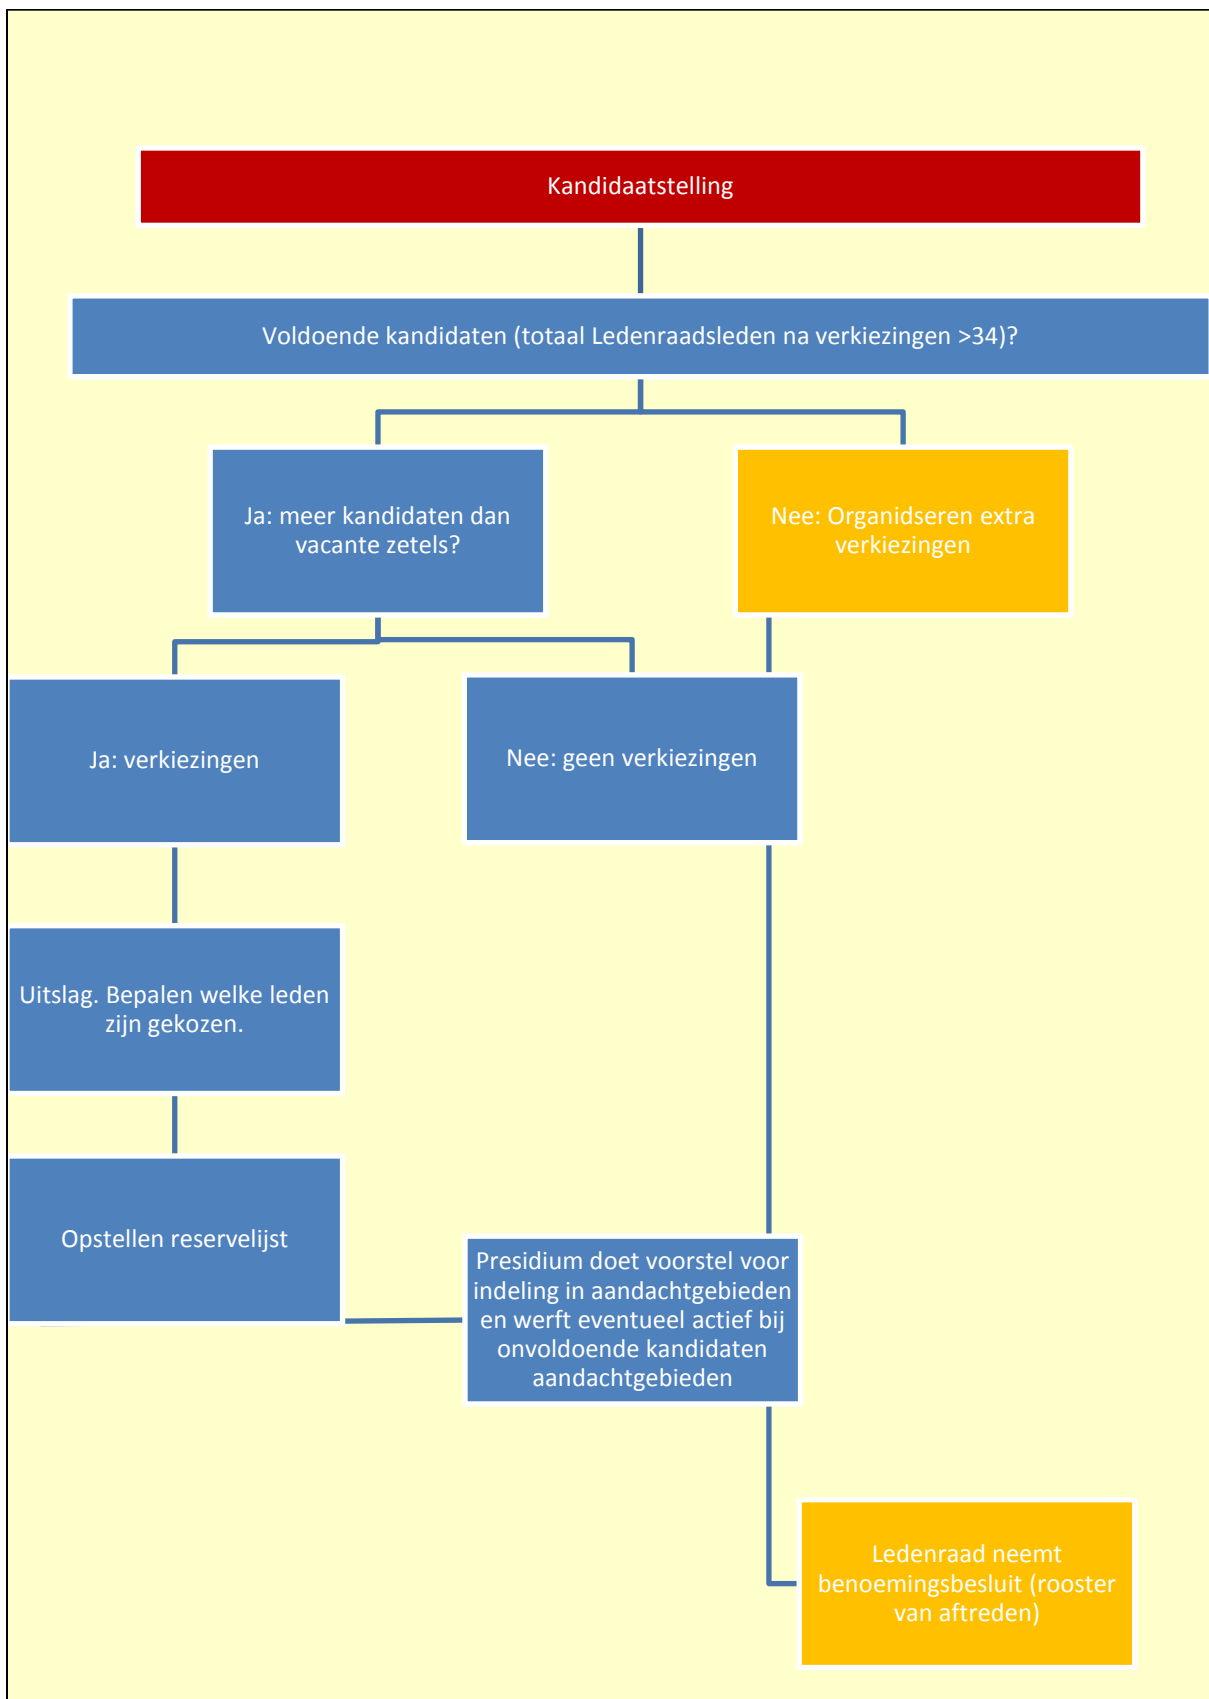 Kandidaatstelling
Voldoende kandidaten (totaal Ledenraadsleden na verkiezingen >34)?
Ja: meer kandidaten dan
vacante zetels?
Nee: Organidseren extra
verkiezingen
Ja: verkiezingen
Nee: geen verkiezingen
Uitslag. Bepalen welke leden
zijn gekozen.
Opstellen reservelijst
Presidium doet voorstel voor
indeling in aandachtgebieden
en werft eventueel actief bij
onvoldoende kandidaten
aandachtgebieden
Ledenraad neemt
benoemingsbesluit (rooster
van aftreden)